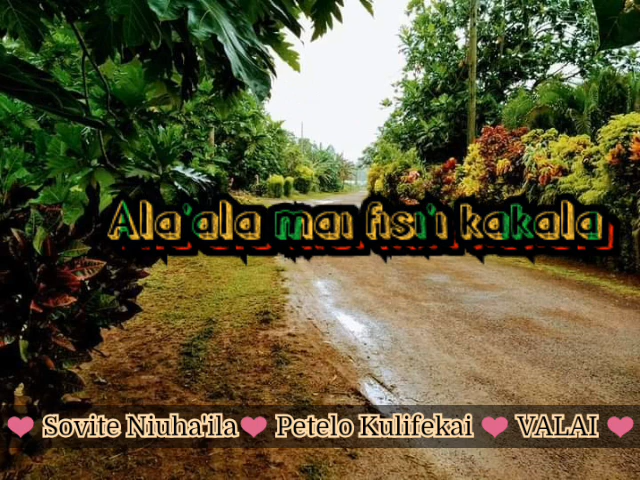 Ala'ala mai fisi'i kakala
❤ Sovite Niuha'ila❤ Petelo Kulifekai ❤ VALAI ❤